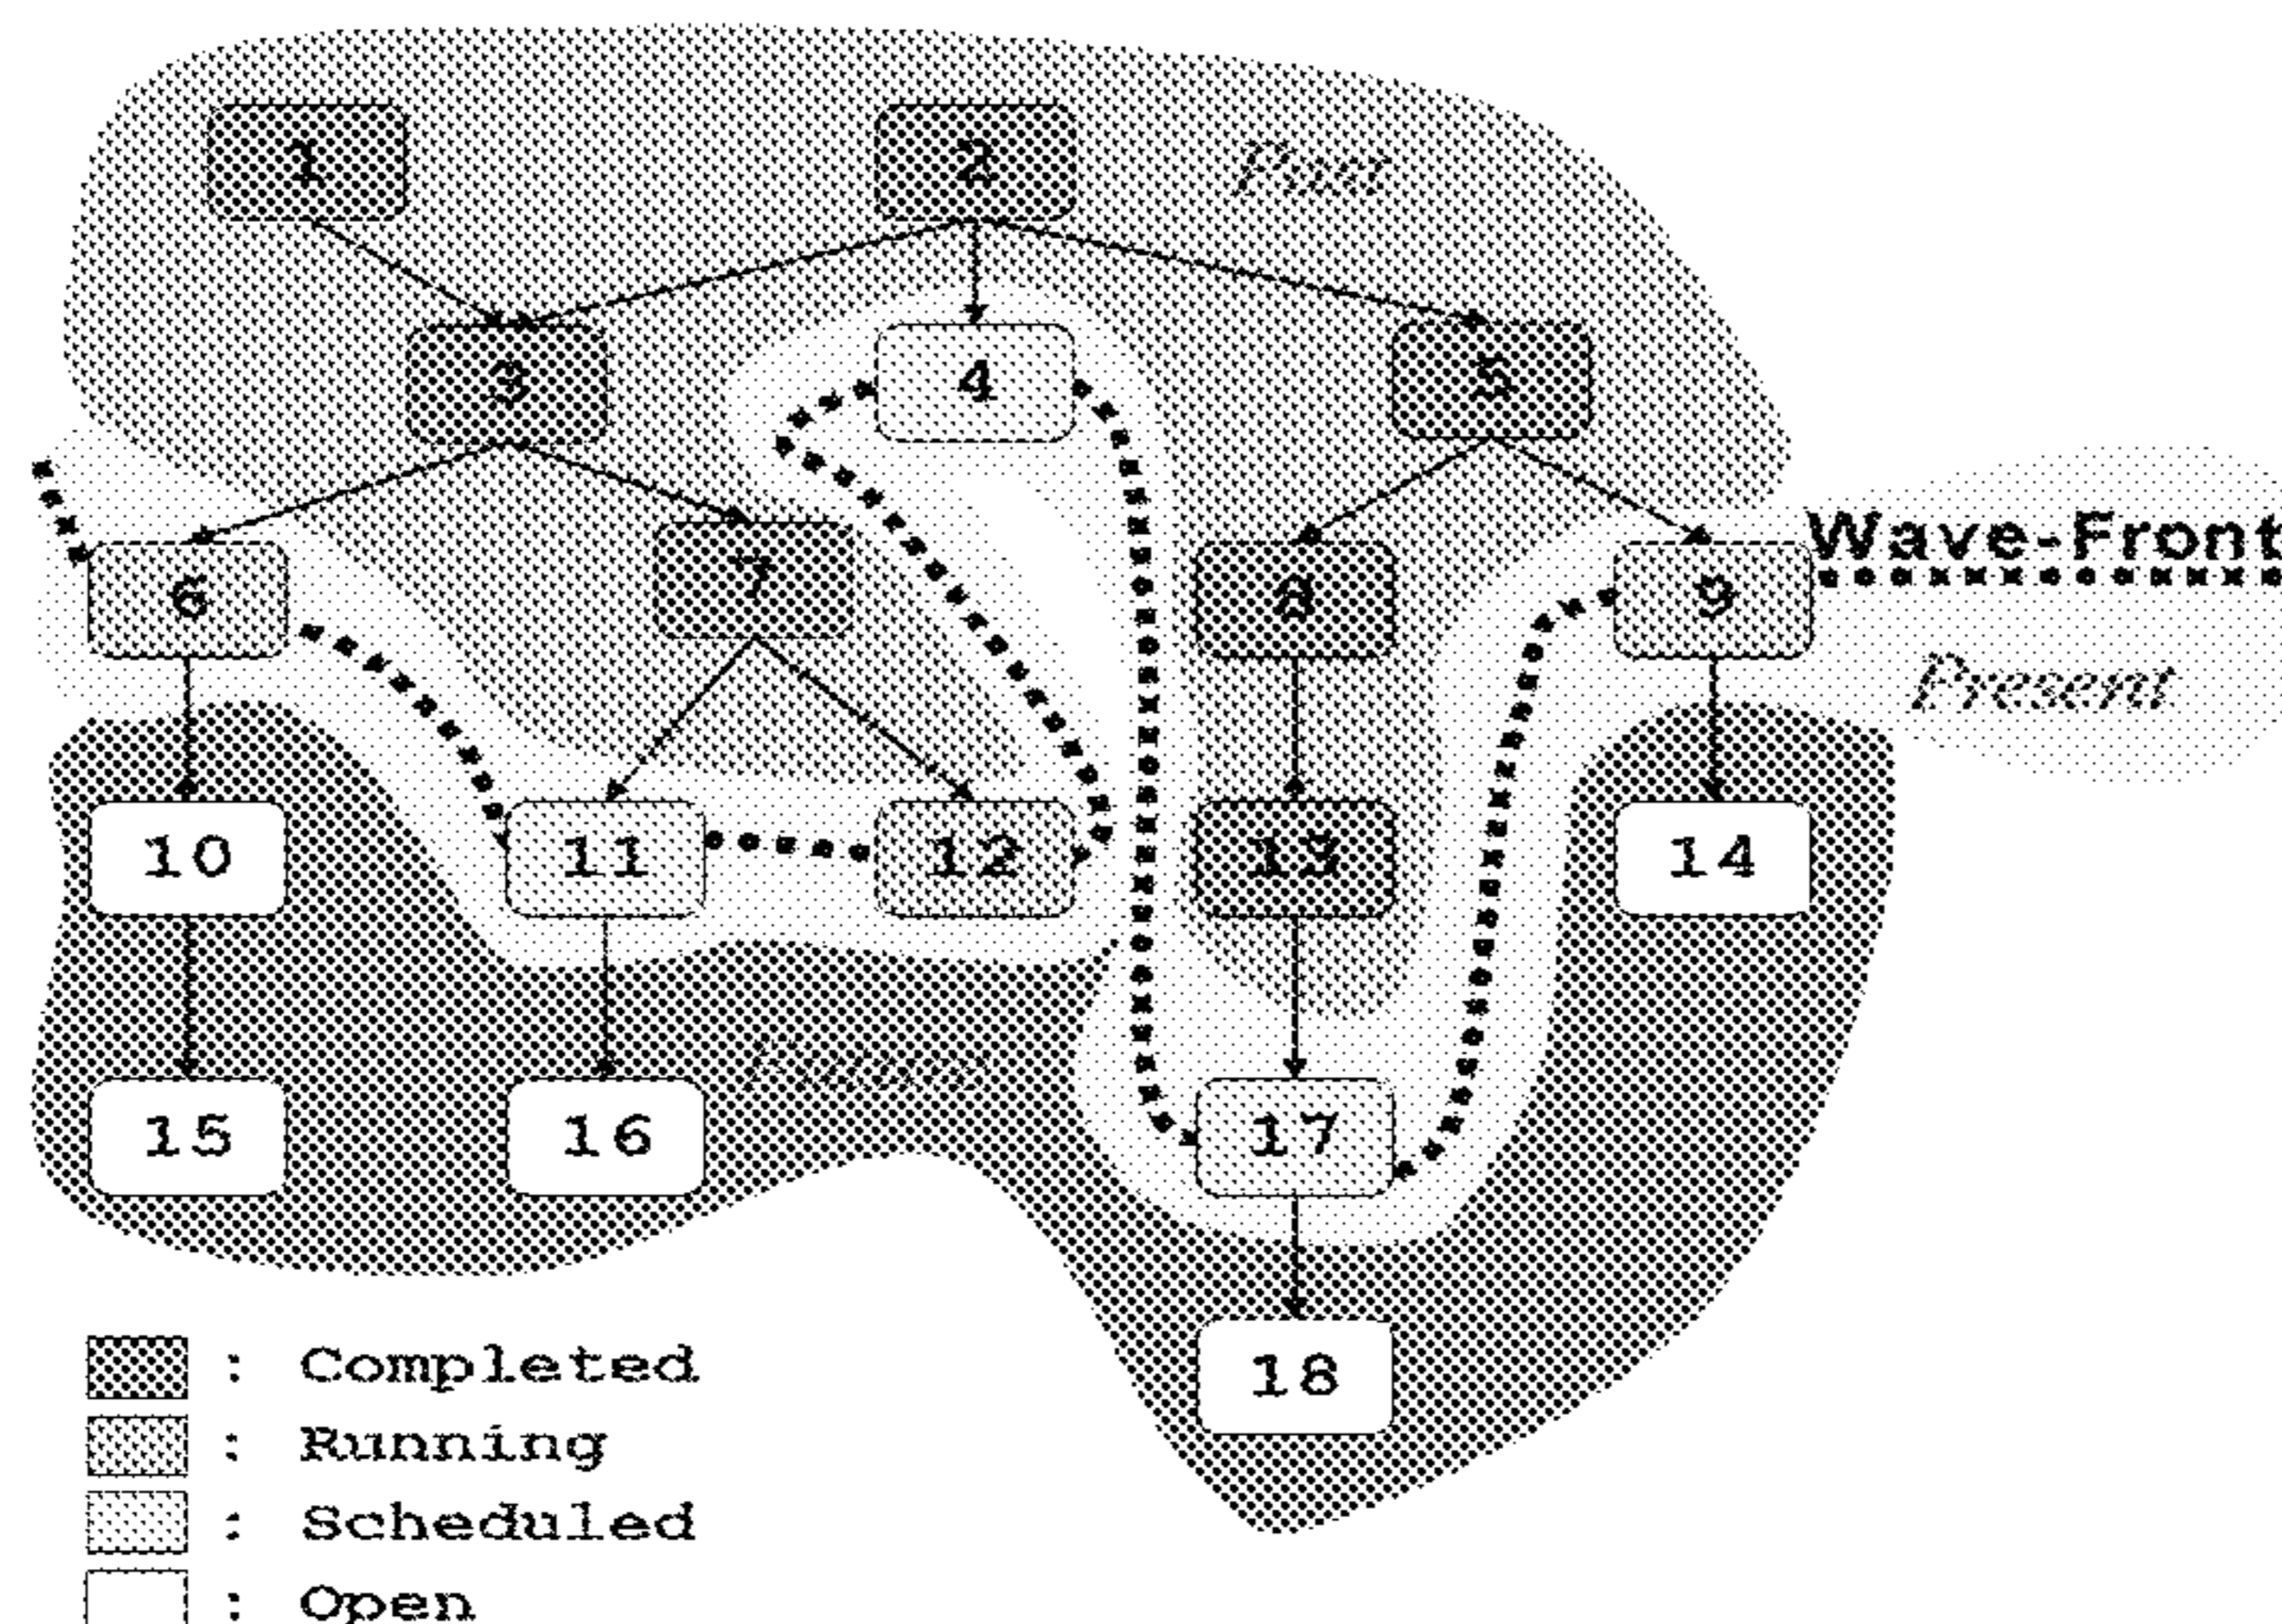 1
2
Past
3
4
5
6
7
8
9
Wave-Front
Present
10
11
12
13
14
Future
15
16
17
18
: Completed
: Running
: Scheduled
: Open